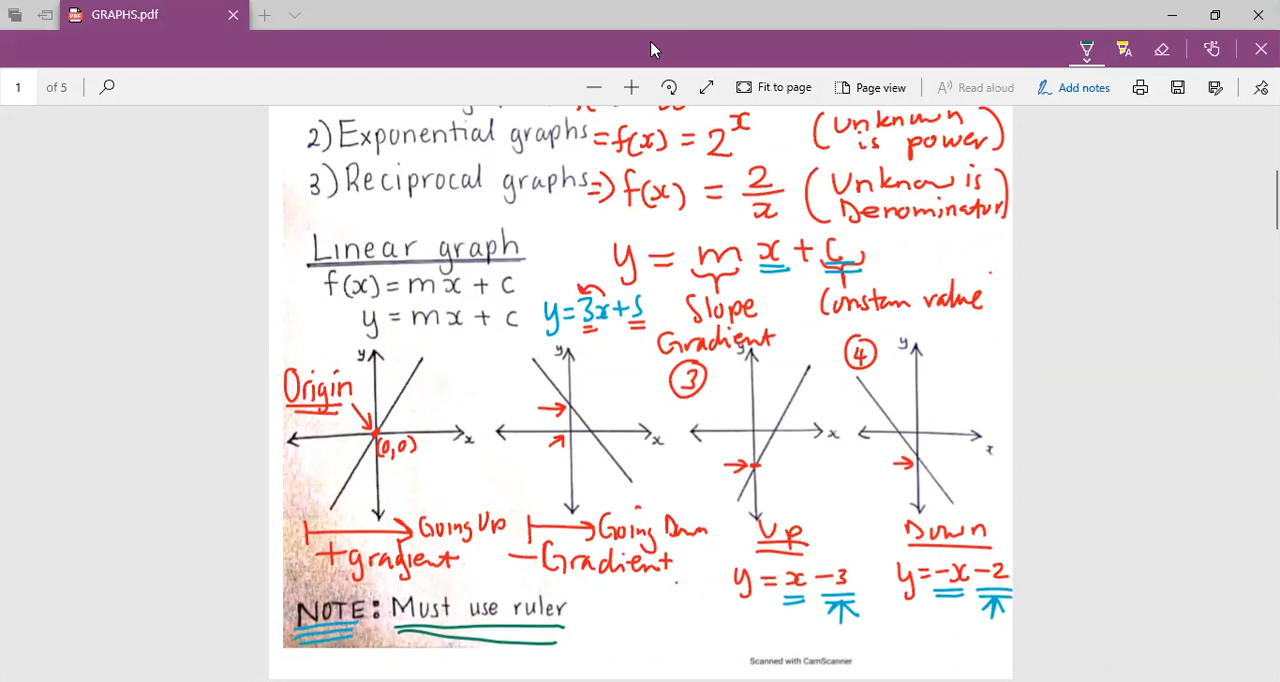 GRAPHS.pdf
1 of 5 Fit to page Page view Read aloud Add notes
2) Exponential graphs = f(x) = 2^x (Unknown is power)
3) Reciprocal graphs => f(x) = 2/x (Unknow is Denominator)
Linear graph
y = m x + c
f(x) = mx + c
y = mx + c
y = 3x + 5
Slope
Gradient
Constan value
y
y
y
y
x
x
x
x
Origin
(0,0)
3
4
Going Up
+ gradient
Going Down
- Gradient
Up
y = x - 3
Down
y = -x - 2
NOTE: Must use ruler
Scanned with CamScanner